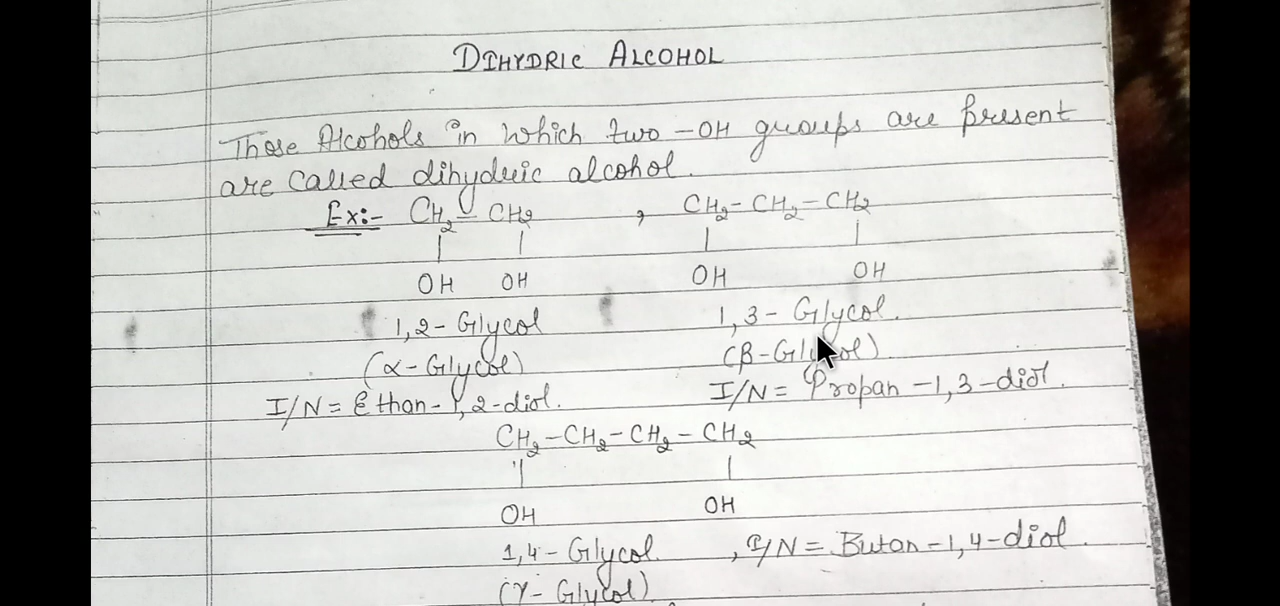 DIHYDRIC ALCOHOL
Those Alcohols in which two -OH groups are present
are called dihydric alcohol.
Ex:- CH2 - CH2 , CH2 - CH2 - CH2
OH OH OH OH
1,2- Glycol 1,3- Glycol.
(α- Glycol) (β- Glycol)
I/N = Ethan-1,2-diol. I/N = Propan -1,3-diol.
CH2 - CH2 - CH2 - CH2
OH OH
1,4- Glycol , I/N = Butan -1,4-diol.
(γ- Glycol)